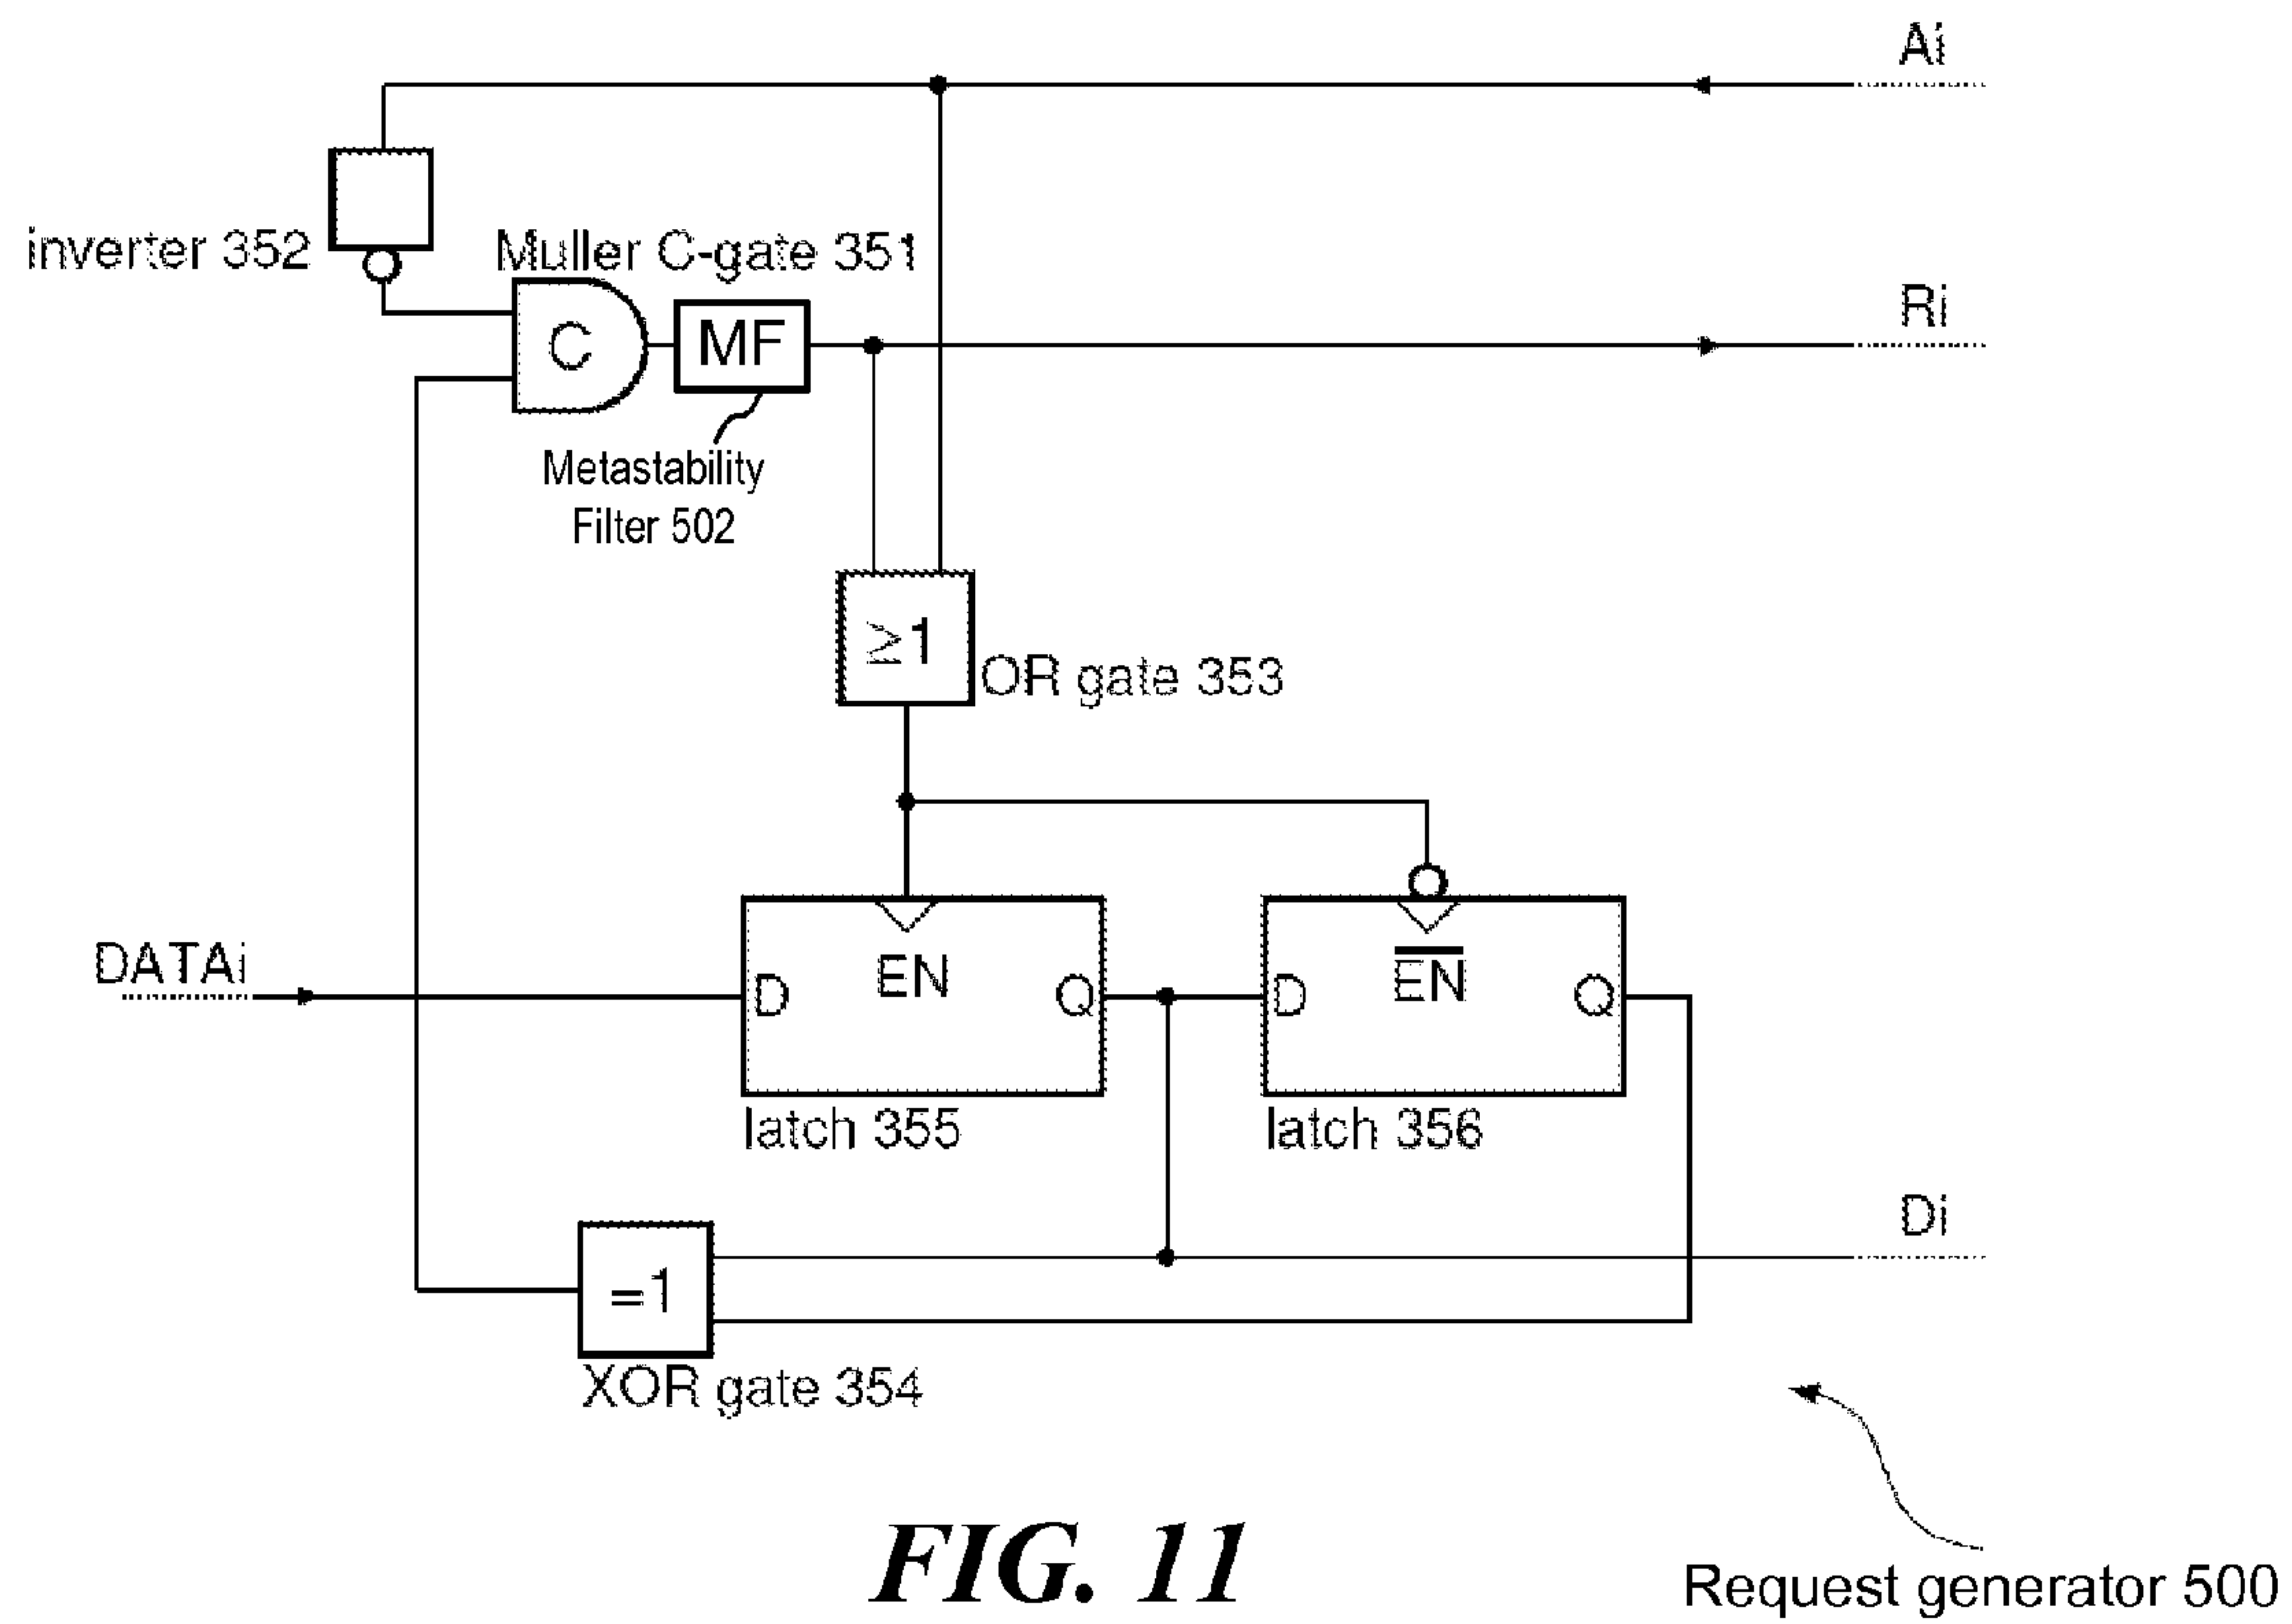 Ai
inverter 352
Muller C-gate 351
C
MF
Ri
Metastability
Filter 502
≥1
OR gate 353
DATAi
D
EN
Q
D
E̅N̅
Q
latch 355
latch 356
Di
=1
XOR gate 354
FIG. 11
Request generator 500